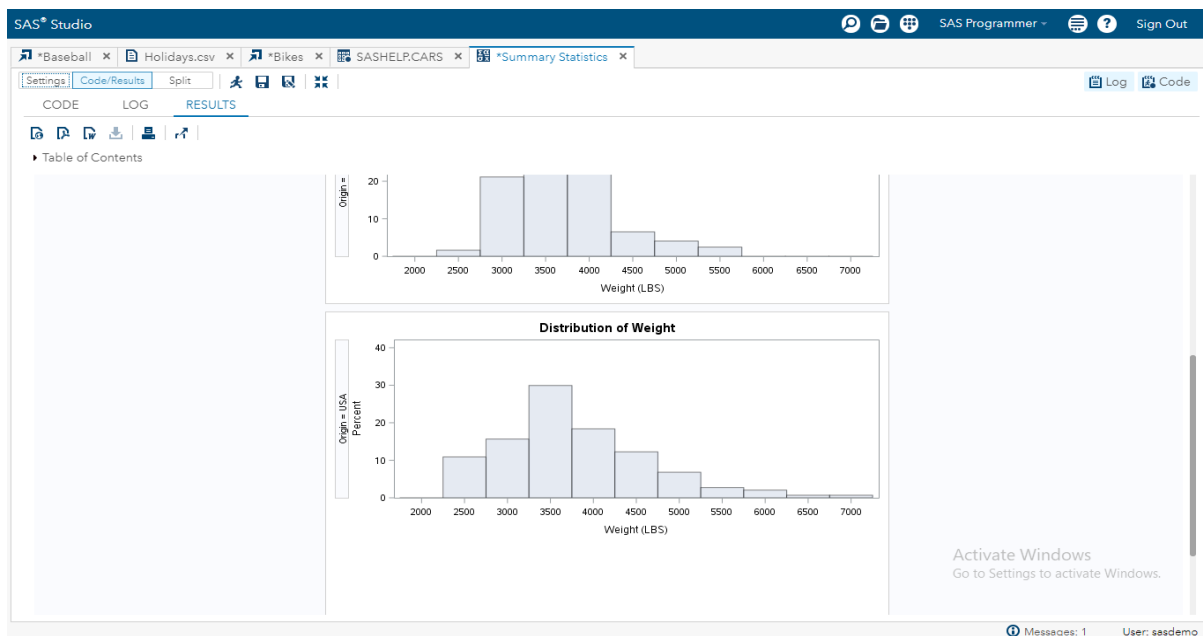 SAS® Studio SAS Programmer Sign Out
*Baseball Holidays.csv *Bikes SASHELP.CARS *Summary Statistics
Settings Code/Results Split Log Code
CODE LOG RESULTS
Table of Contents
Origin =
20
10
0
2000 2500 3000 3500 4000 4500 5000 5500 6000 6500 7000
Weight (LBS)
Distribution of Weight
Origin = USA
Percent
40
30
20
10
0
2000 2500 3000 3500 4000 4500 5000 5500 6000 6500 7000
Weight (LBS)
Activate Windows
Go to Settings to activate Windows.
Messages: 1 User: sasdemo